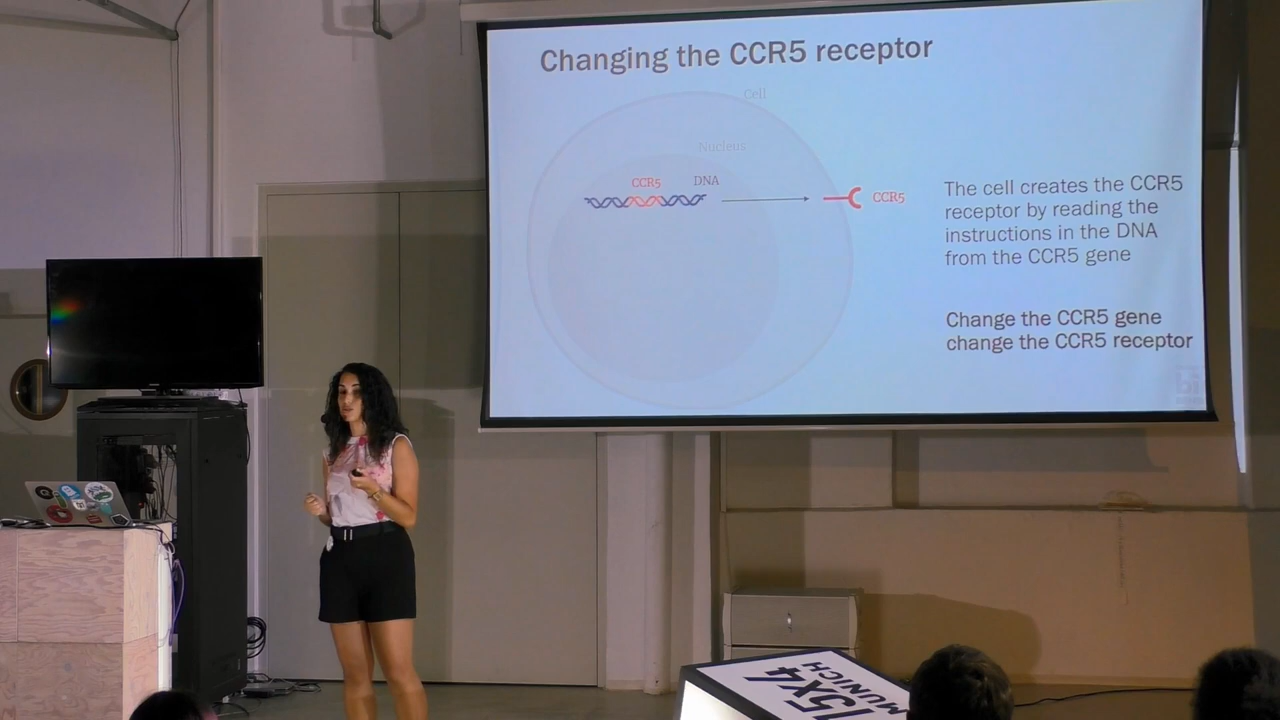 Changing the CCR5 receptor
Cell
Nucleus
CCR5
DNA
CCR5
The cell creates the CCR5
receptor by reading the
instructions in the DNA
from the CCR5 gene
Change the CCR5 gene
change the CCR5 receptor
15X4
MUNICH